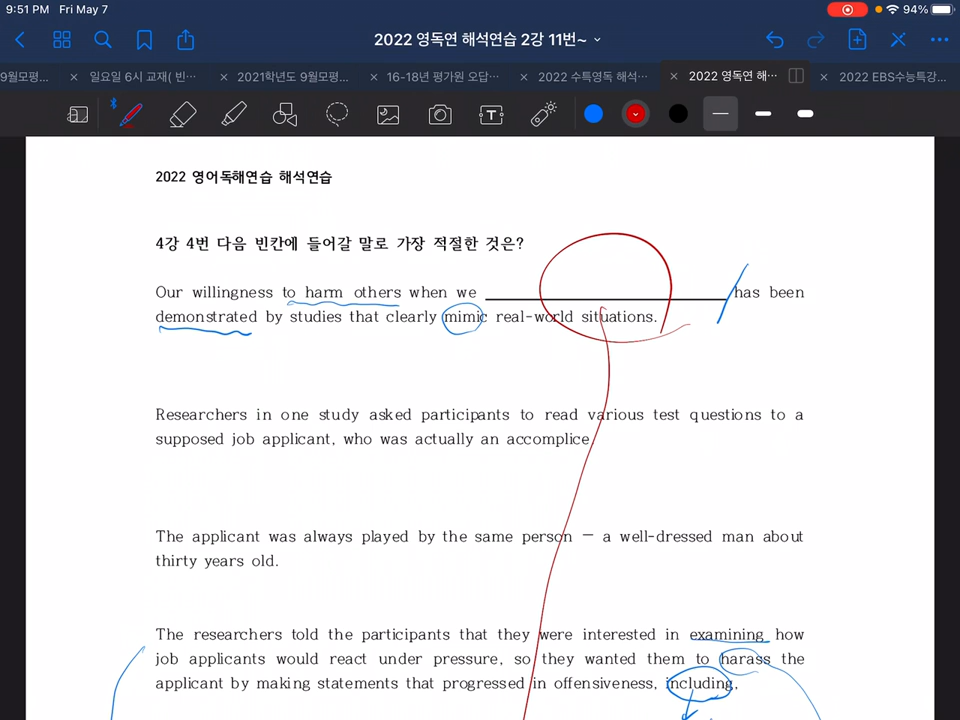 9:51 PM Fri May 7
94%
2022 영독연 해석연습 2강 11번~
9월모평...
일요일 6시 교재( 빈...
2021학년도 9월모평...
16-18년 평가원 오답...
2022 수특영독 해석...
2022 영독연 해...
2022 EBS수능특강...
2022 영어독해연습 해석연습
4강 4번 다음 빈칸에 들어갈 말로 가장 적절한 것은?
Our willingness to harm others when we ____________________ has been
demonstrated by studies that clearly mimic real-world situations.
Researchers in one study asked participants to read various test questions to a
supposed job applicant, who was actually an accomplice.
The applicant was always played by the same person — a well-dressed man about
thirty years old.
The researchers told the participants that they were interested in examining how
job applicants would react under pressure, so they wanted them to harass the
applicant by making statements that progressed in offensiveness, including,